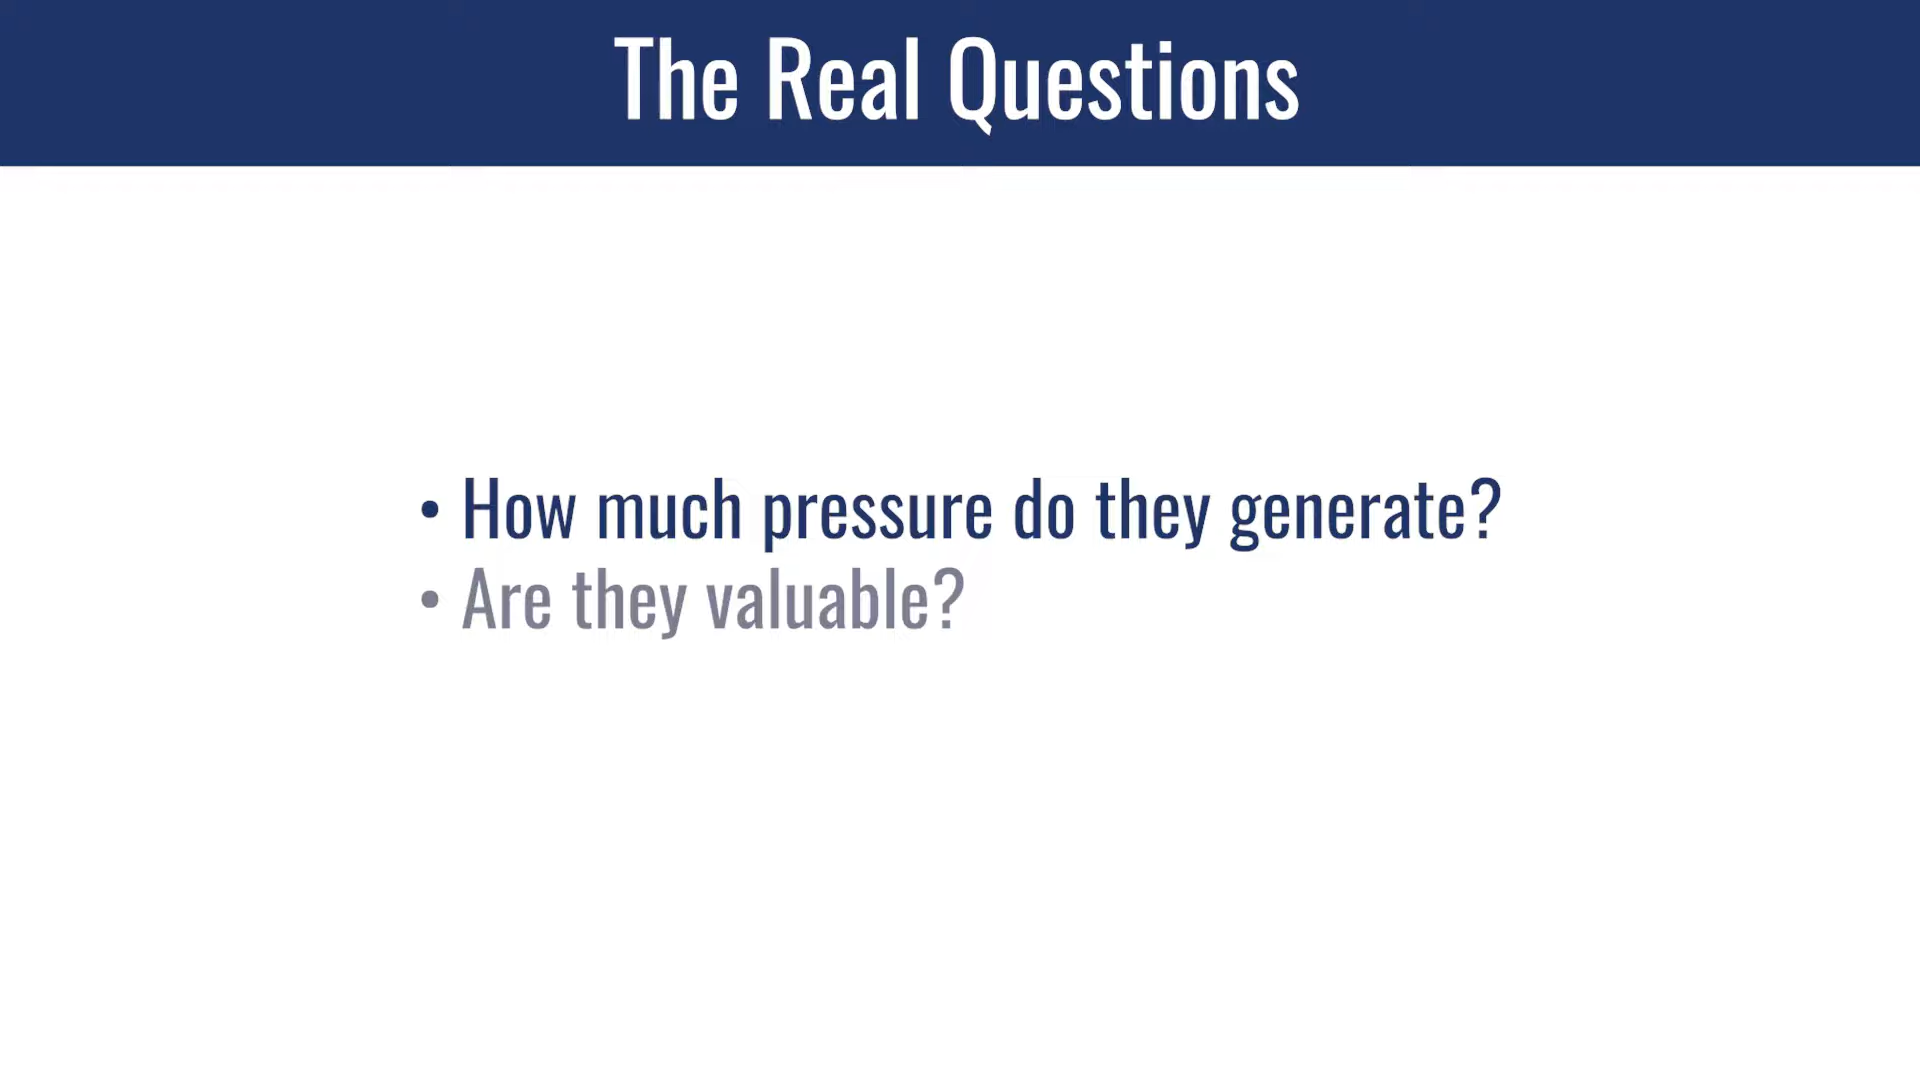 The Real Questions
• How much pressure do they generate?
• Are they valuable?